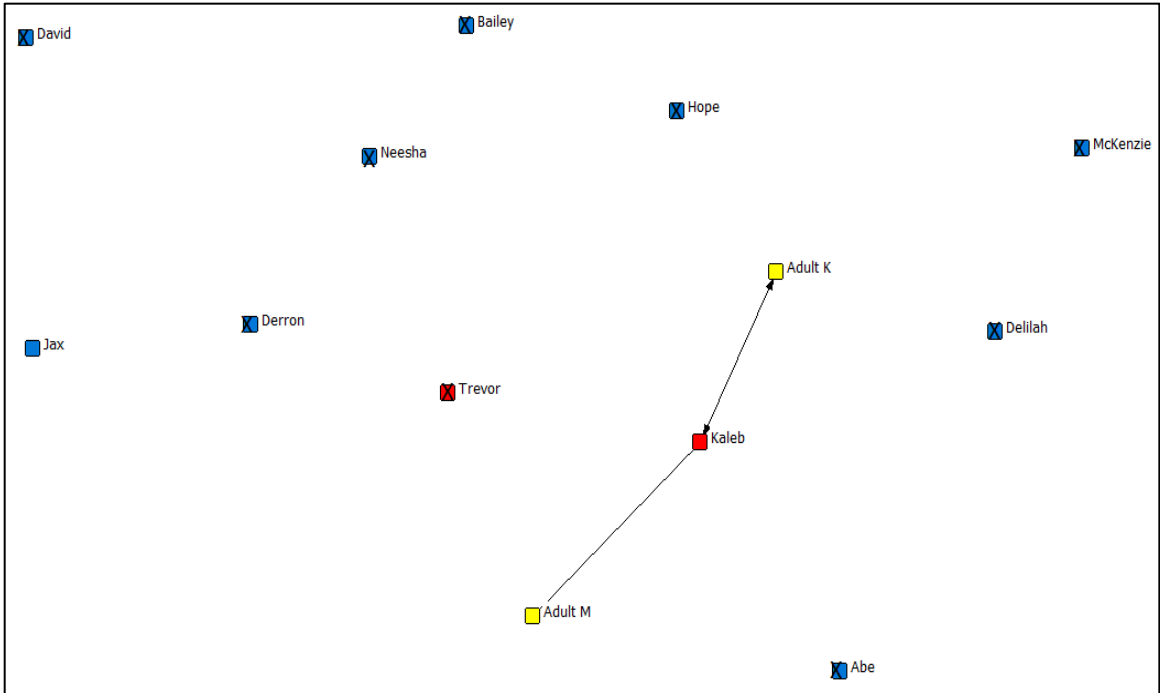 David
Bailey
Hope
McKenzie
Neesha
Adult K
Derron
Delilah
Jax
Trevor
Kaleb
Adult M
Abe